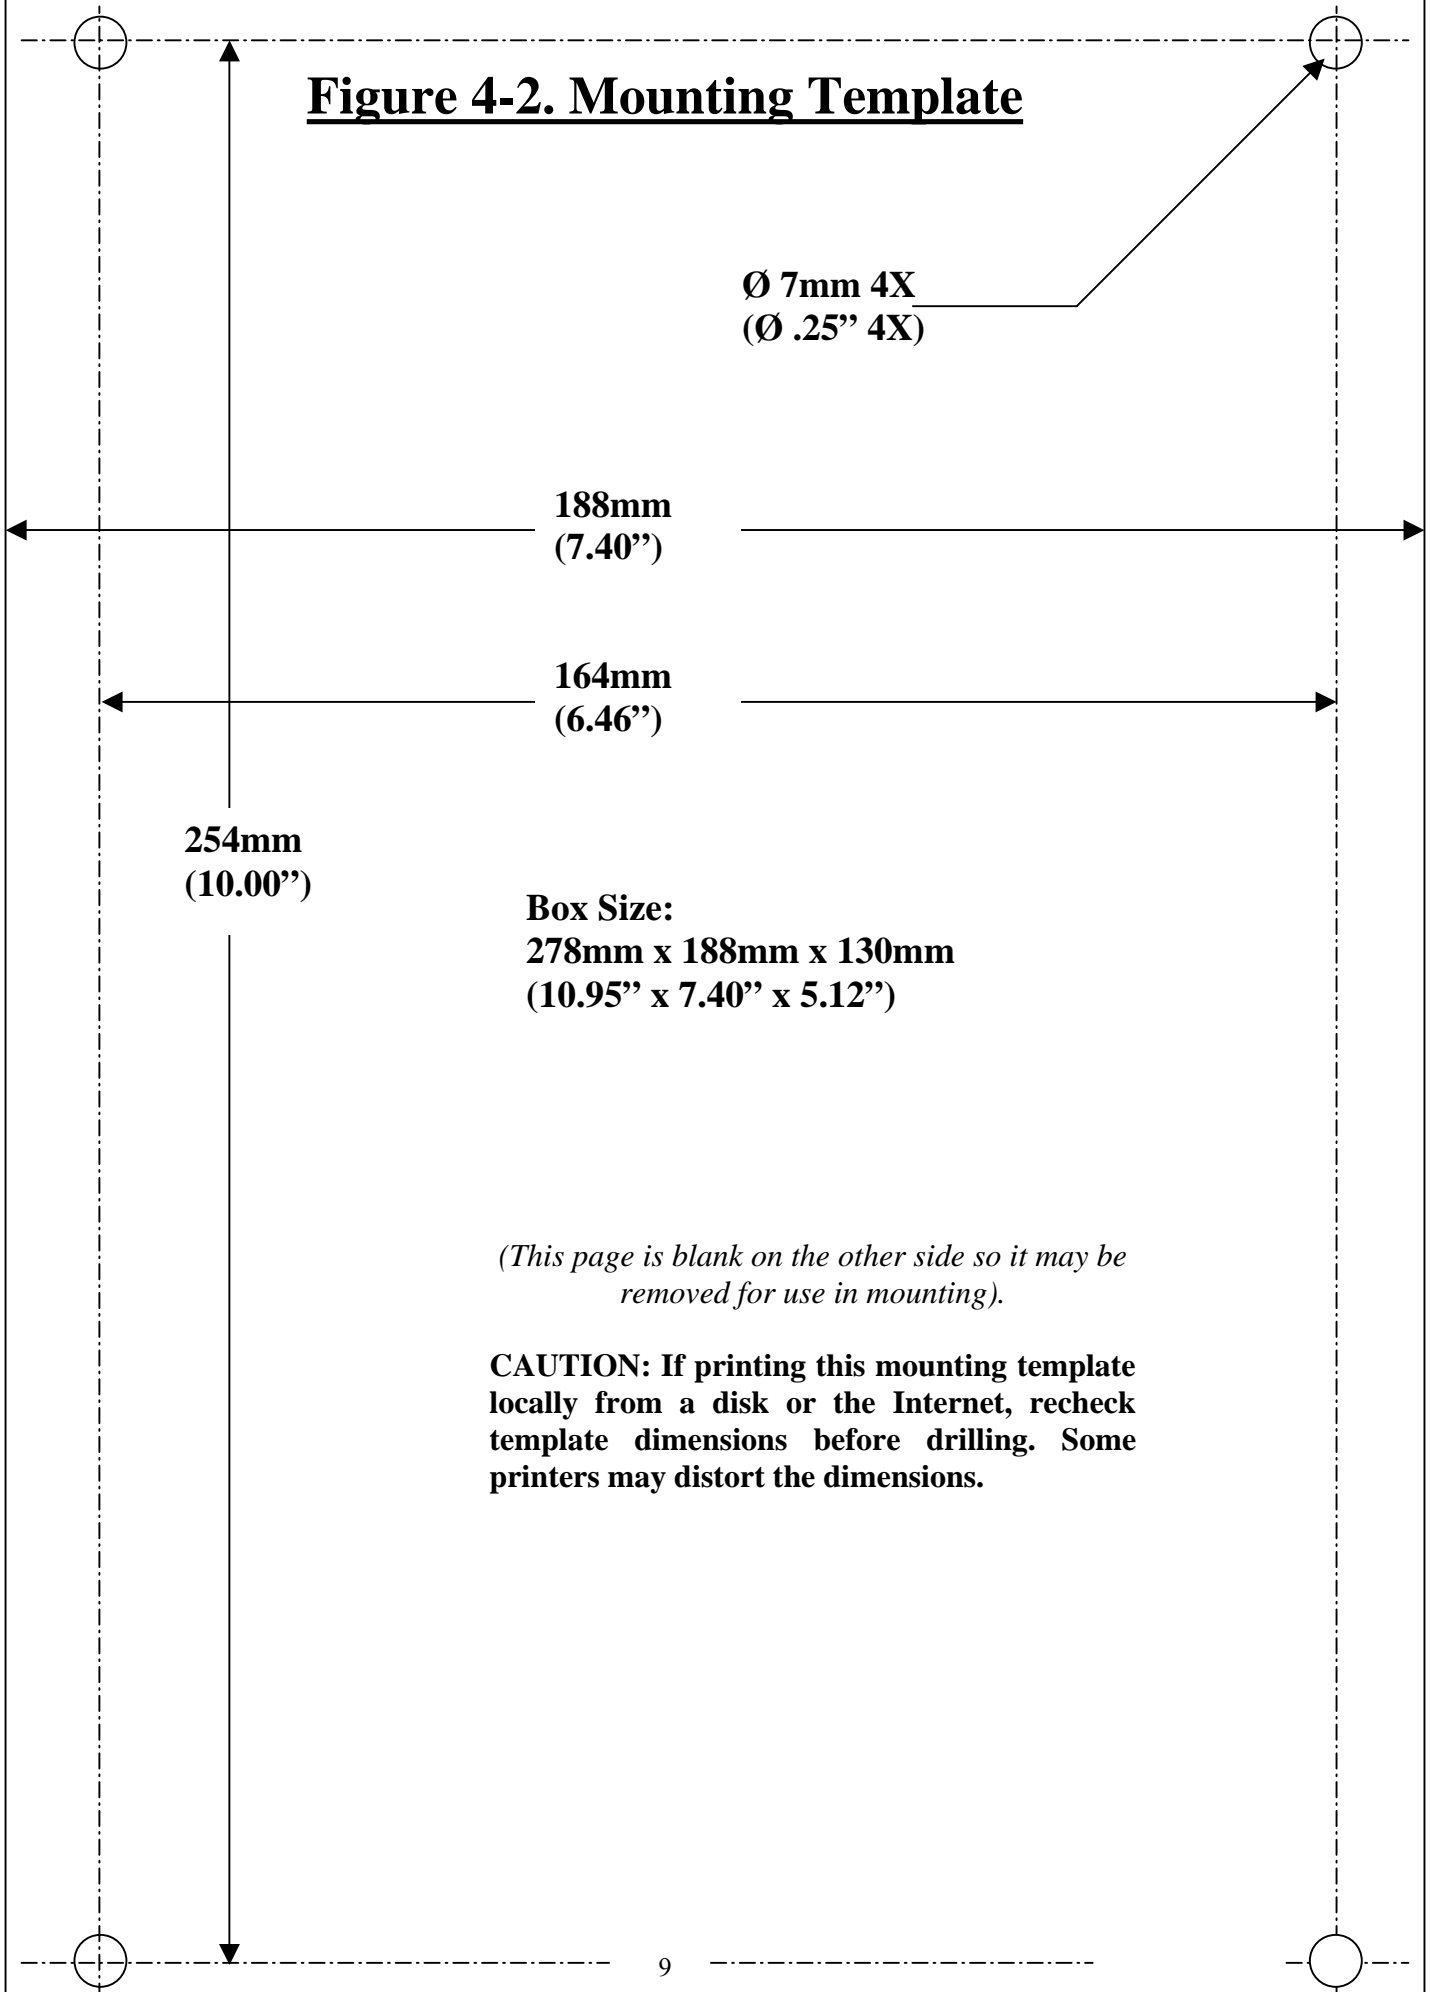 Figure 4-2. Mounting Template
Ø 7mm 4X
(Ø .25” 4X)
188mm
(7.40”)
164mm
(6.46”)
254mm
(10.00”)
Box Size:
278mm x 188mm x 130mm
(10.95” x 7.40” x 5.12”)
(This page is blank on the other side so it may be
removed for use in mounting).
CAUTION: If printing this mounting template
locally from a disk or the Internet, recheck
template dimensions before drilling. Some
printers may distort the dimensions.
9